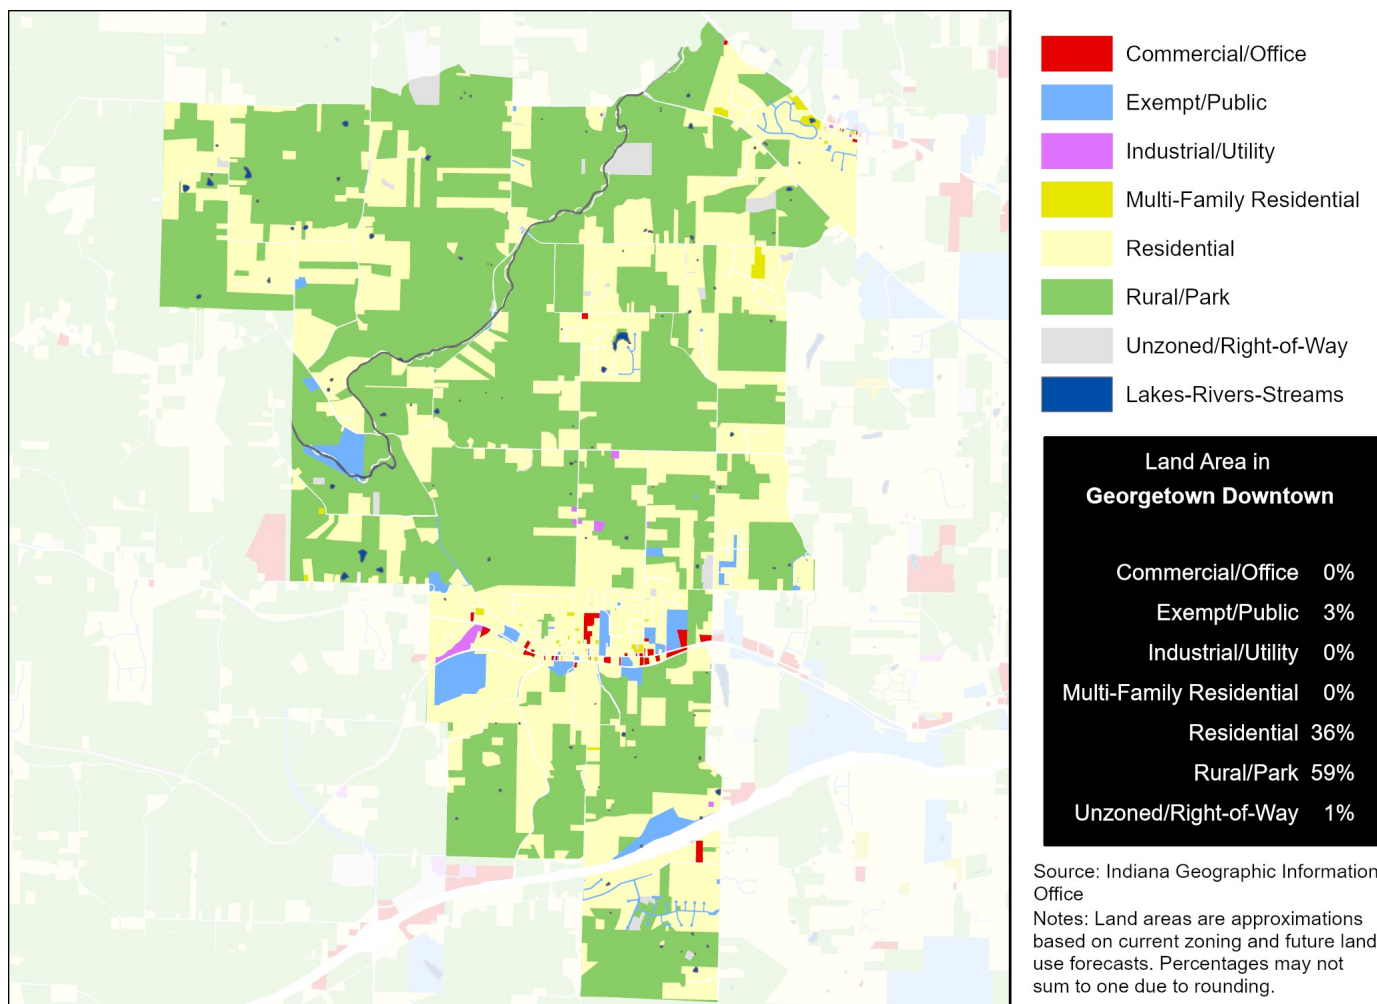 Commercial/Office
Exempt/Public
Industrial/Utility
Multi-Family Residential
Residential
Rural/Park
Unzoned/Right-of-Way
Lakes-Rivers-Streams
Land Area in
Georgetown Downtown
Commercial/Office 0%
Exempt/Public 3%
Industrial/Utility 0%
Multi-Family Residential 0%
Residential 36%
Rural/Park 59%
Unzoned/Right-of-Way 1%
Source: Indiana Geographic Information
Office
Notes: Land areas are approximations
based on current zoning and future land
use forecasts. Percentages may not
sum to one due to rounding.